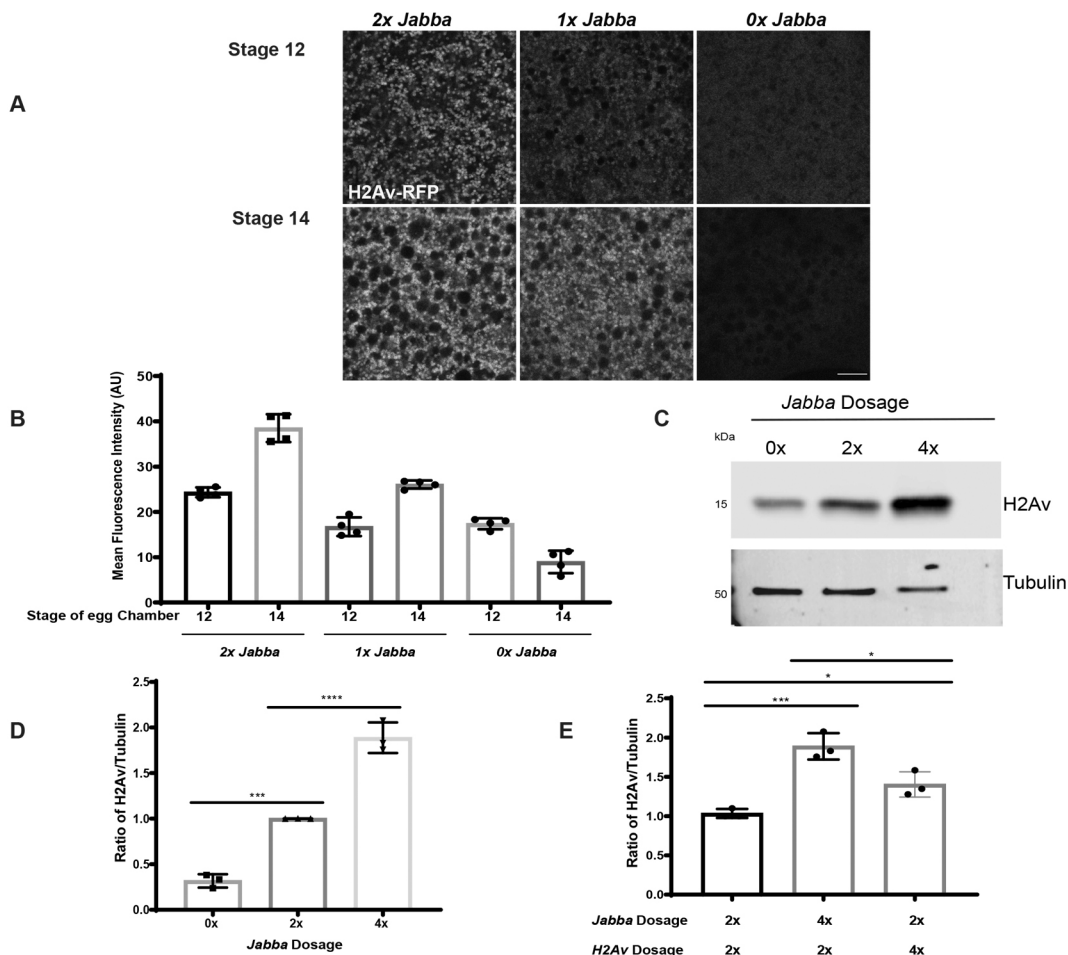 2x Jabba 1x Jabba 0x Jabba
Stage 12
A
H2Av-RFP
Stage 14
B
Mean Fluorescence Intensity (AU)
50
40
30
20
10
0
Stage of egg Chamber 12 14 12 14 12 14
2x Jabba 1x Jabba 0x Jabba
C
Jabba Dosage
kDa
0x 2x 4x
15 H2Av
50 Tubulin
D
Ratio of H2Av/Tubulin
2.5
2.0
1.5
1.0
0.5
0.0
***
****
0x 2x 4x
Jabba Dosage
E
Ratio of H2Av/Tubulin
2.5
2.0
1.5
1.0
0.5
0.0
*
*
***
Jabba Dosage 2x 4x 2x
H2Av Dosage 2x 2x 4x